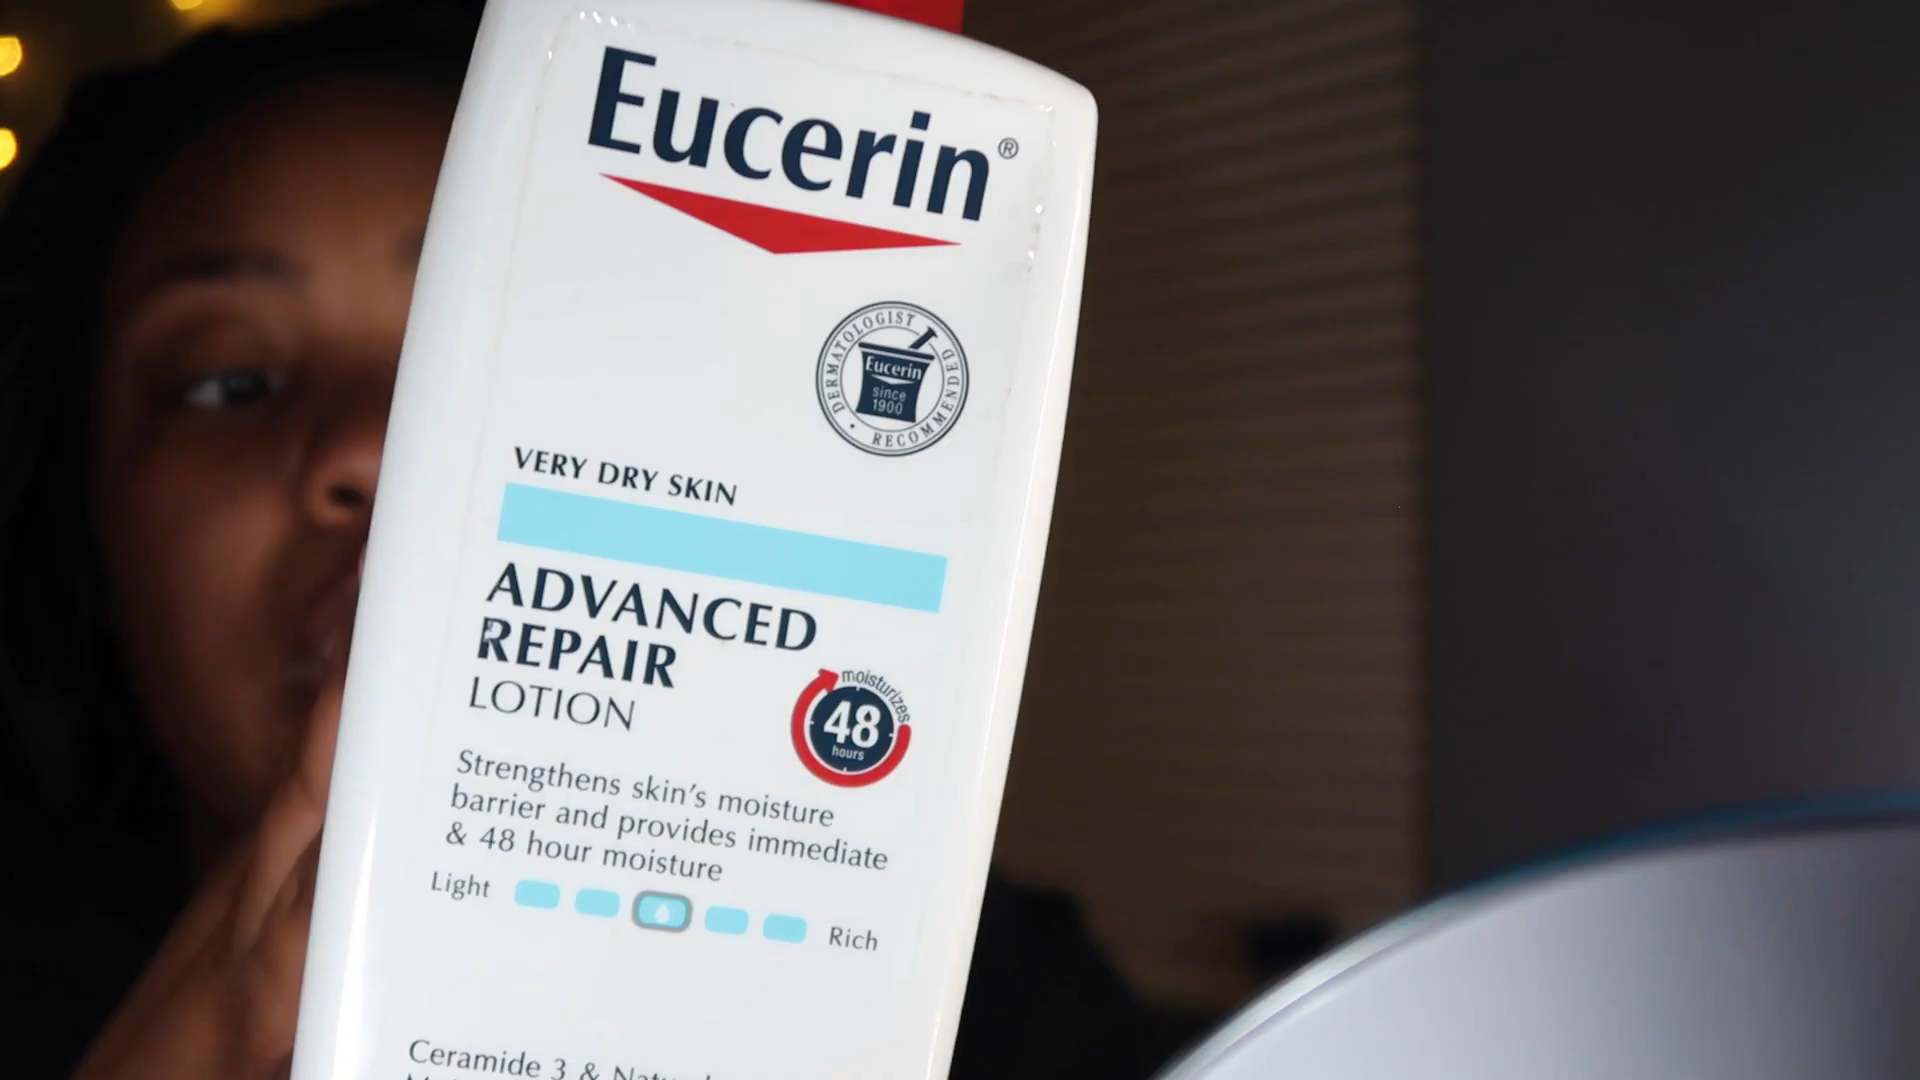 Eucerin®
DERMATOLOGIST RECOMMENDED •
Eucerin
since
1900
VERY DRY SKIN
ADVANCED
REPAIR
LOTION
moisturizes
48
hours
Strengthens skin's moisture
barrier and provides immediate
& 48 hour moisture
Light
Rich
Ceramide 3 &